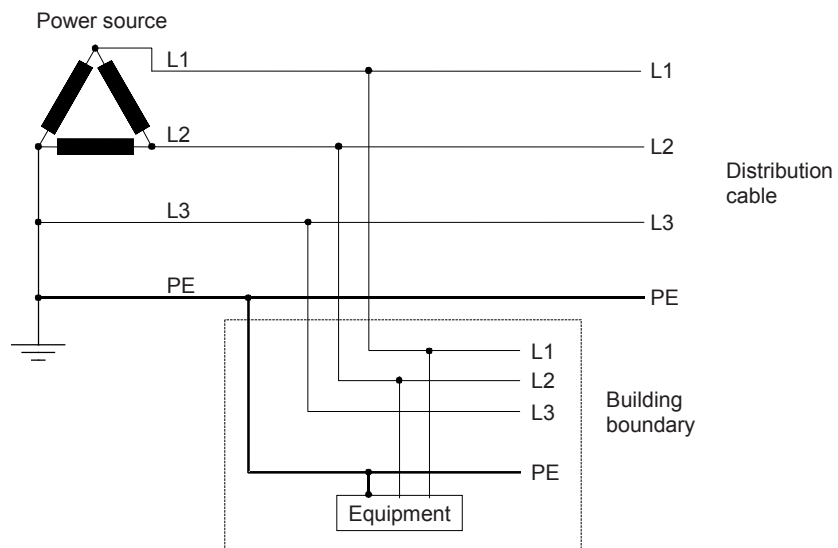 Power source
L1
L1
L2
L2
Distribution
cable
L3
L3
PE
PE
L1
L2
Building
boundary
L3
PE
Equipment